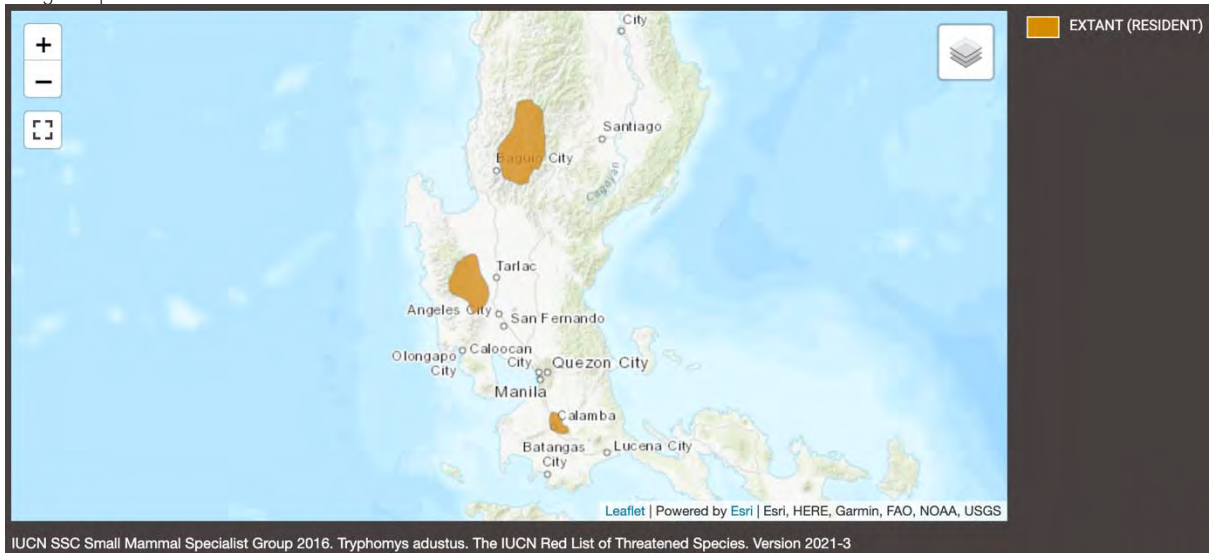 +
−
City
EXTANT (RESIDENT)
Santiago
Baguio City
Cagayan
Tarlac
Angeles City
San Fernando
Olongapo
City
Caloocan
City
Quezon City
Manila
Calamba
Batangas
City
Lucena City
Leaflet | Powered by Esri | Esri, HERE, Garmin, FAO, NOAA, USGS
IUCN SSC Small Mammal Specialist Group 2016. Tryphomys adustus. The IUCN Red List of Threatened Species. Version 2021-3